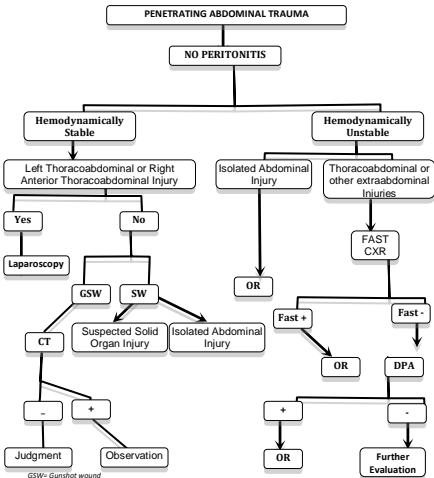 PENETRATING ABDOMINAL TRAUMA
NO PERITONITIS
Hemodynamically
Stable
Hemodynamically
Unstable
Left Thoracoabdominal or Right
Anterior Thoracoabdominal Injury
Isolated Abdominal
Injury
Thoracoabdominal or
other extraabdominal
Injuries
Yes
No
Laparoscopy
FAST
CXR
GSW
SW
OR
Fast +
Fast -
CT
Suspected Solid
Organ Injury
Isolated Abdominal
Injury
OR
DPA
-
+
+
-
Judgment
Observation
OR
Further
Evaluation
GSW= Gunshot wound